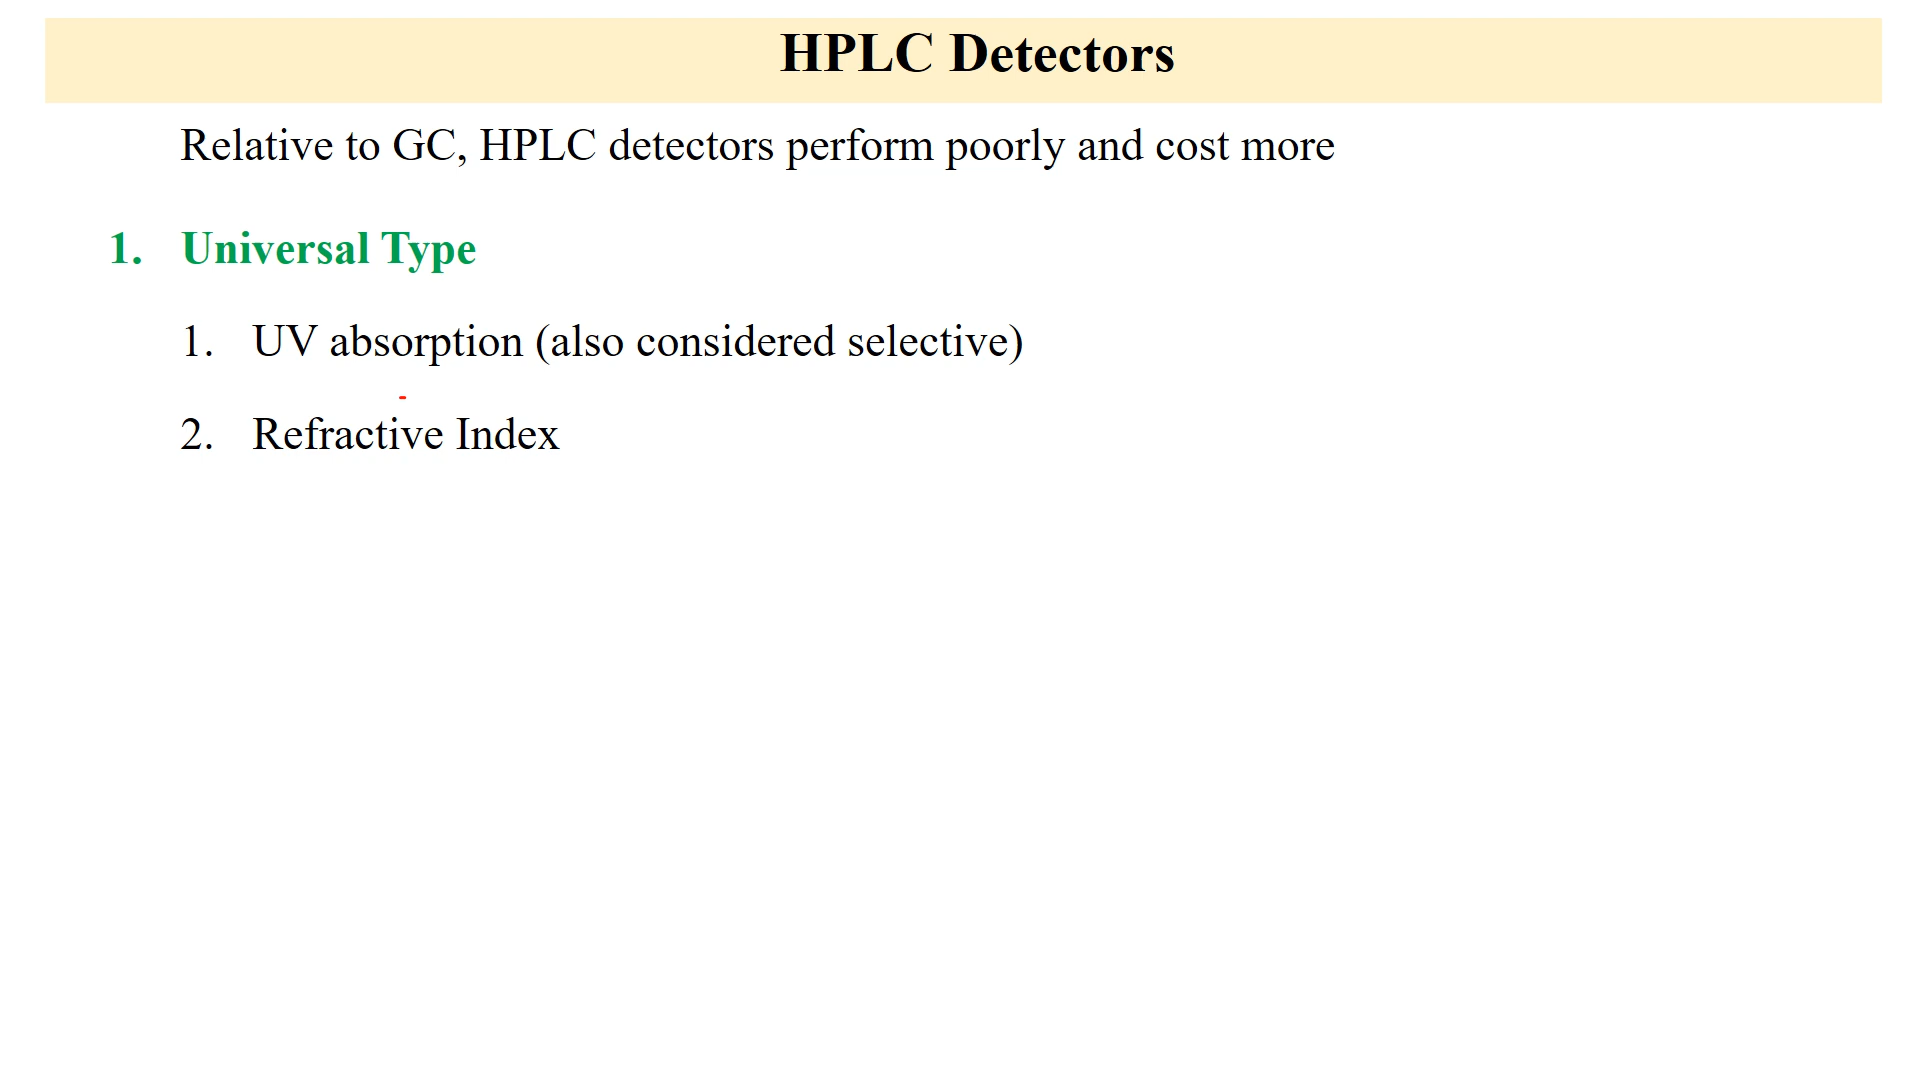 HPLC Detectors
Relative to GC, HPLC detectors perform poorly and cost more
1. Universal Type
1. UV absorption (also considered selective)
2. Refractive Index